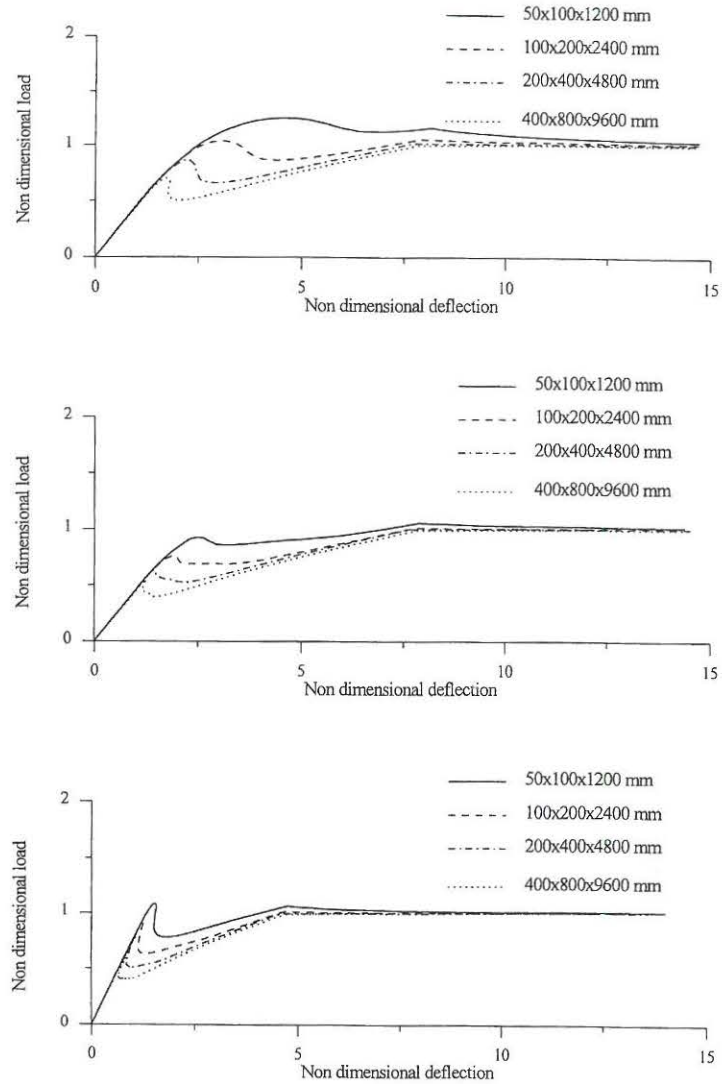 50x100x1200 mm
100x200x2400 mm
200x400x4800 mm
400x800x9600 mm
2
1
0
Non dimensional load
0
5
10
15
Non dimensional deflection
50x100x1200 mm
100x200x2400 mm
200x400x4800 mm
400x800x9600 mm
2
1
0
Non dimensional load
0
5
10
15
Non dimensional deflection
50x100x1200 mm
100x200x2400 mm
200x400x4800 mm
400x800x9600 mm
2
1
0
Non dimensional load
0
5
10
15
Non dimensional deflection